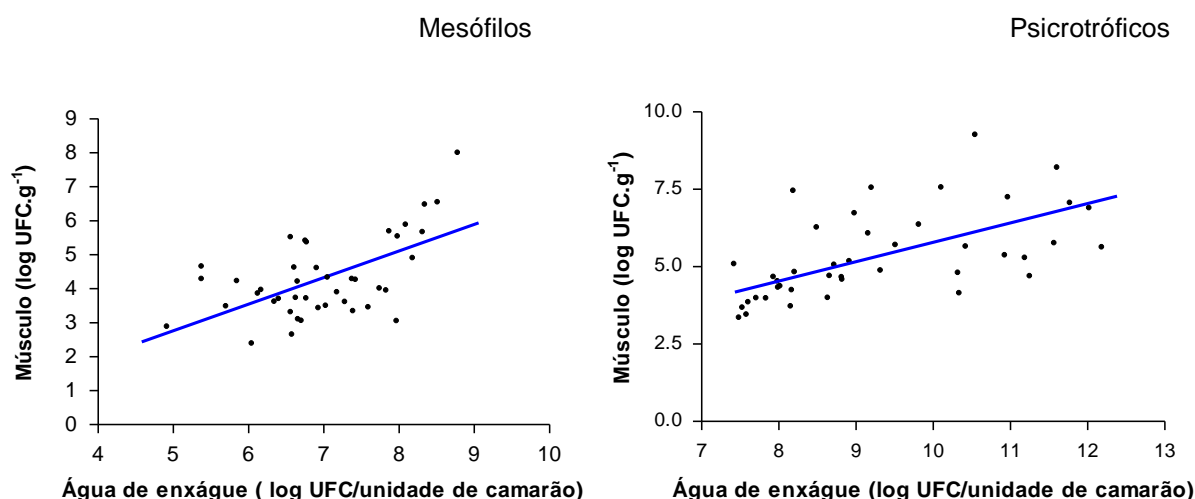 Mesófilos
9
8
7
6
5
4
3
2
1
0
4 5 6 7 8 9 10
Músculo (log UFC.g-1)
Água de enxágue ( log UFC/unidade de camarão)
Psicrotróficos
10.0
7.5
5.0
2.5
0.0
7 8 9 10 11 12 13
Músculo (log UFC.g-1)
Água de enxágue (log UFC/unidade de camarão)